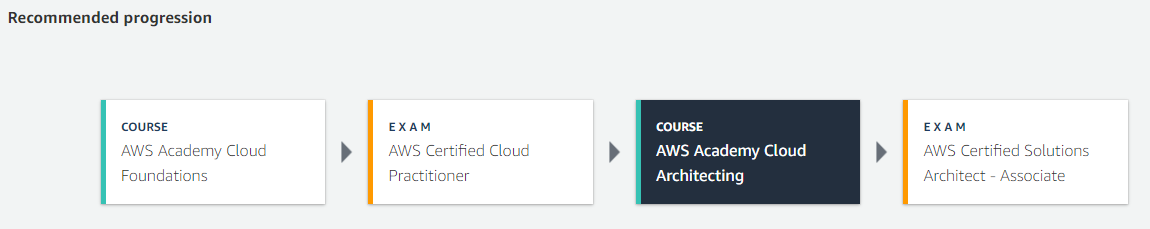 Recommended progression
COURSE
AWS Academy Cloud
Foundations
EXAM
AWS Certified Cloud
Practitioner
COURSE
AWS Academy Cloud
Architecting
EXAM
AWS Certified Solutions
Architect - Associate